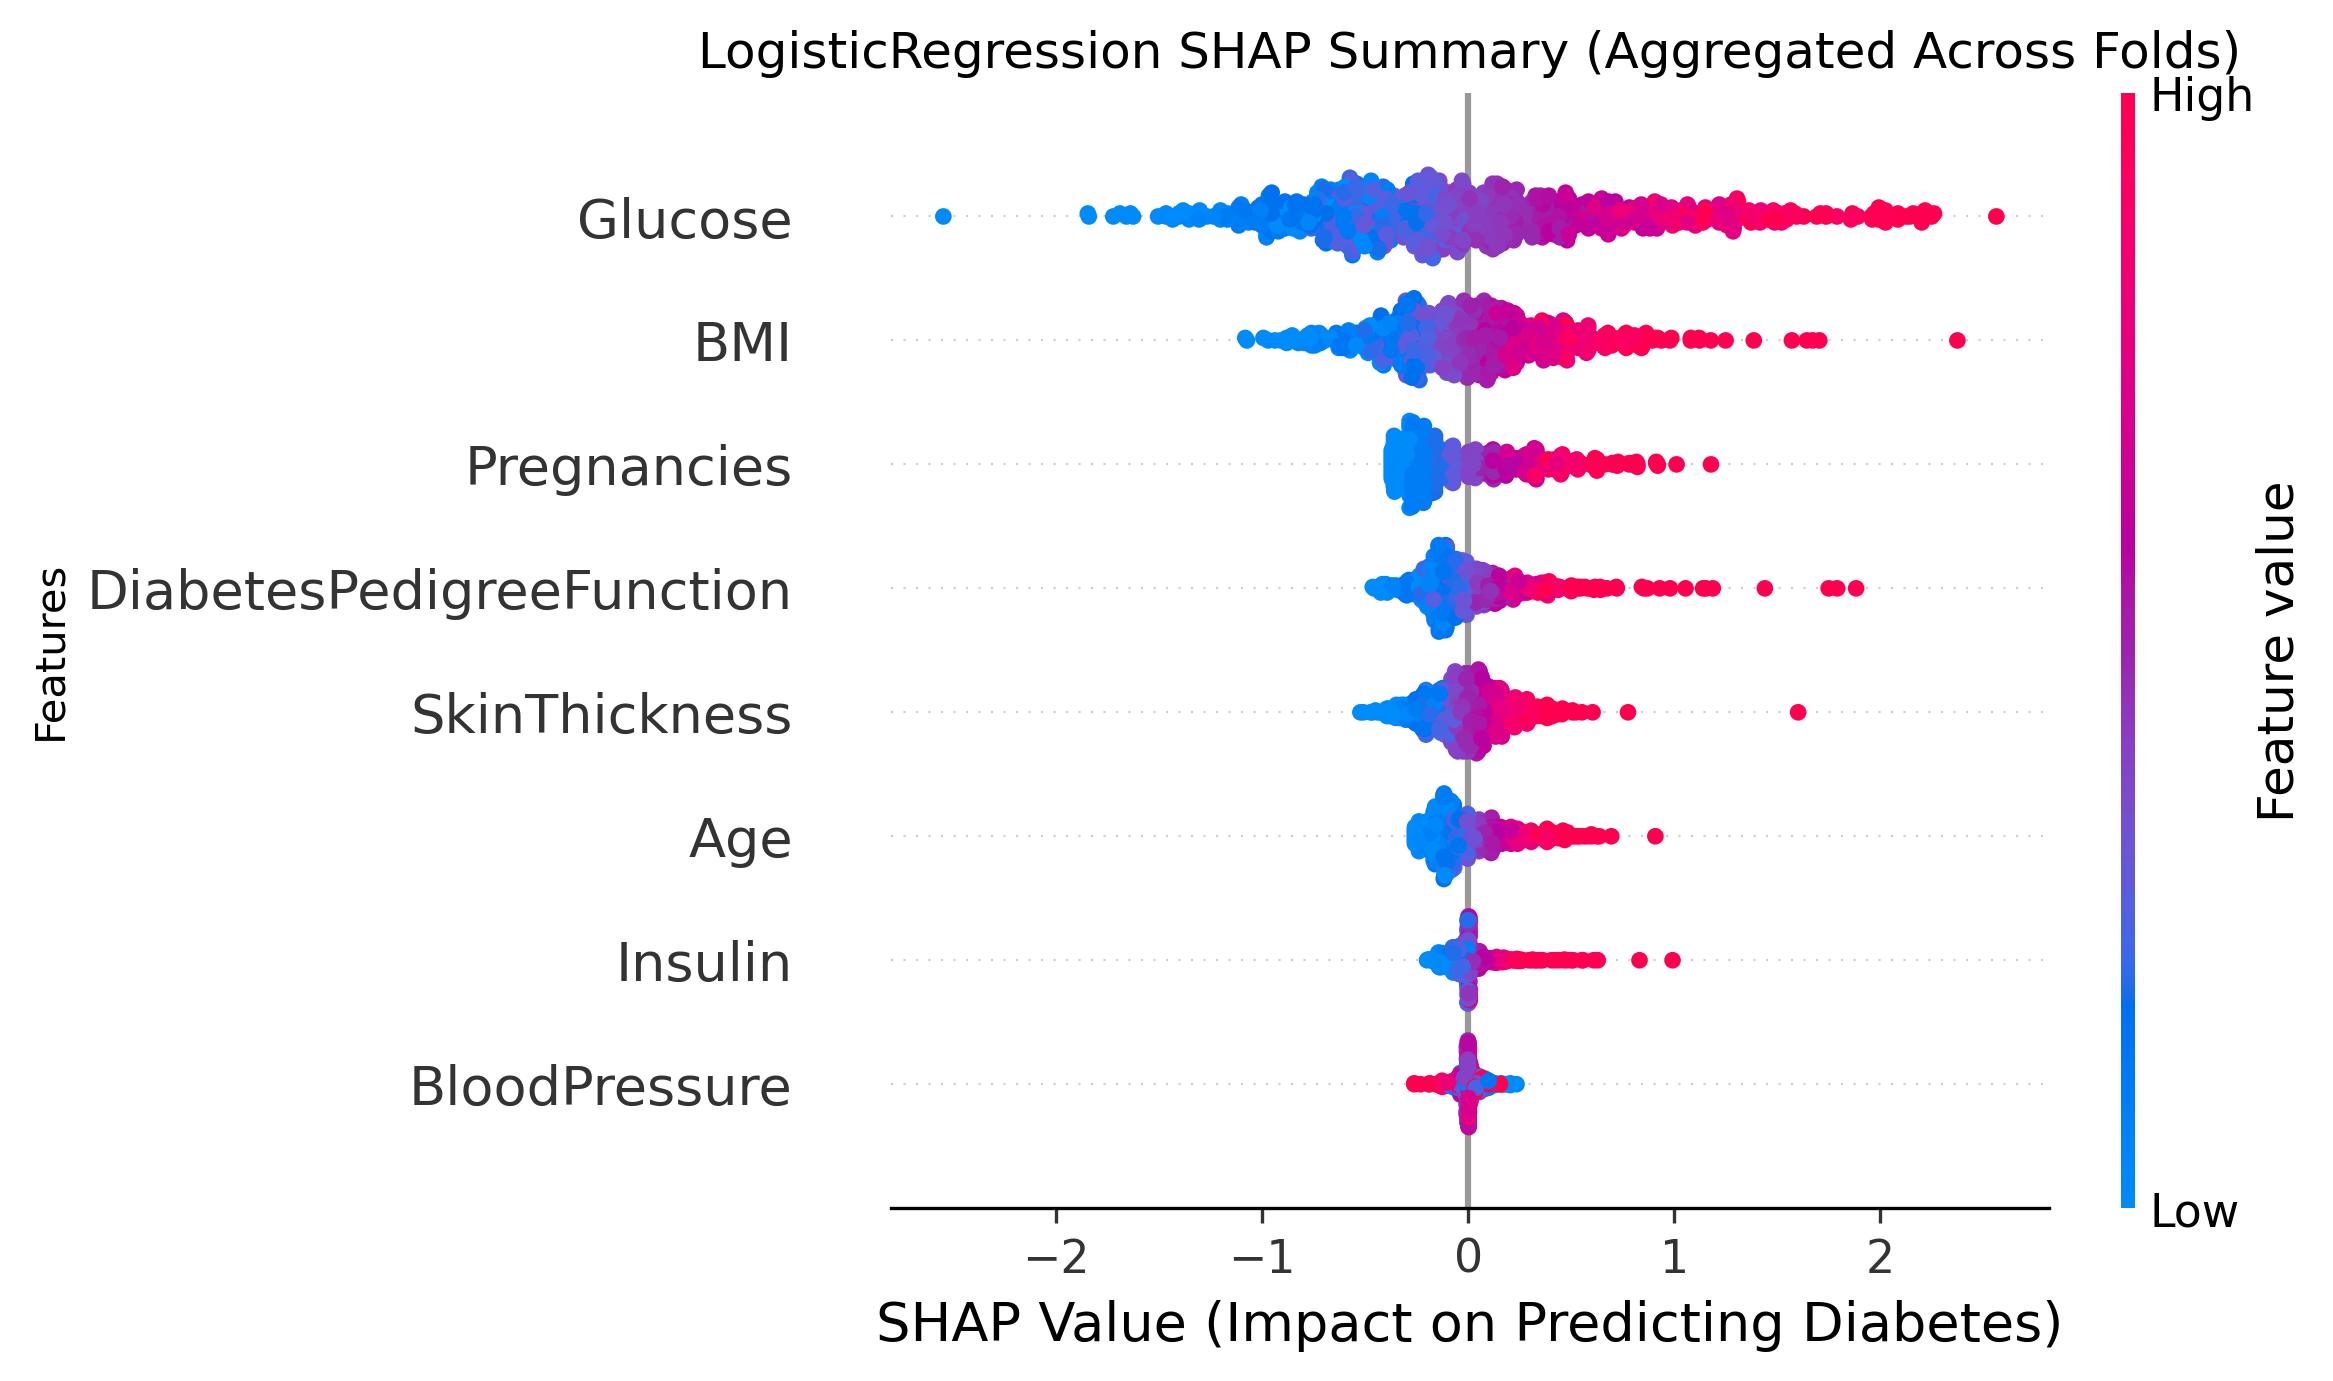 LogisticRegression SHAP Summary (Aggregated Across Folds)
High
Glucose
BMI
Pregnancies
DiabetesPedigreeFunction
SkinThickness
Age
Insulin
BloodPressure
Features
Feature value
Low
−2 −1 0 1 2
SHAP Value (Impact on Predicting Diabetes)